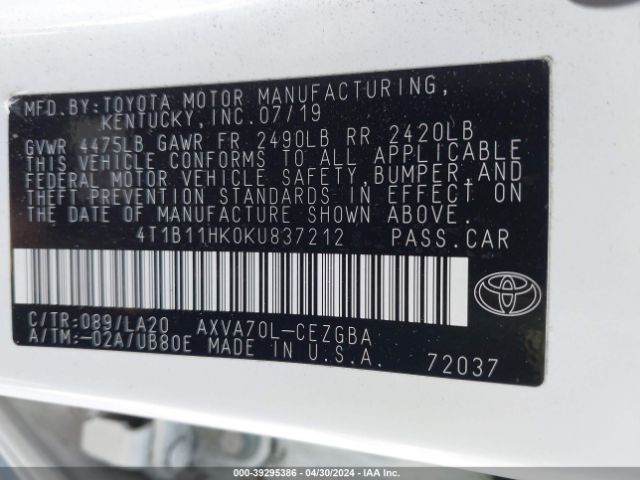 MFD.BY:TOYOTA MOTOR MANUFACTURING,
KENTUCKY, INC.07/19
GVWR 4475LB GAWR FR 2490LB RR 2420LB
THIS VEHICLE CONFORMS TO ALL APPLICABLE
FEDERAL MOTOR VEHICLE SAFETY, BUMPER, AND
THEFT PREVENTION STANDARDS IN EFFECT ON
THE DATE OF MANUFACTURE SHOWN ABOVE.
4T1B11HK0KU837212 PASS.CAR
C/TR:089/LA20 AXVA70L-CEZGBA
A/TM:-02A/UB80E MADE IN U.S.A.
72037
000-39295386 - 04/30/2024 - IAA Inc.